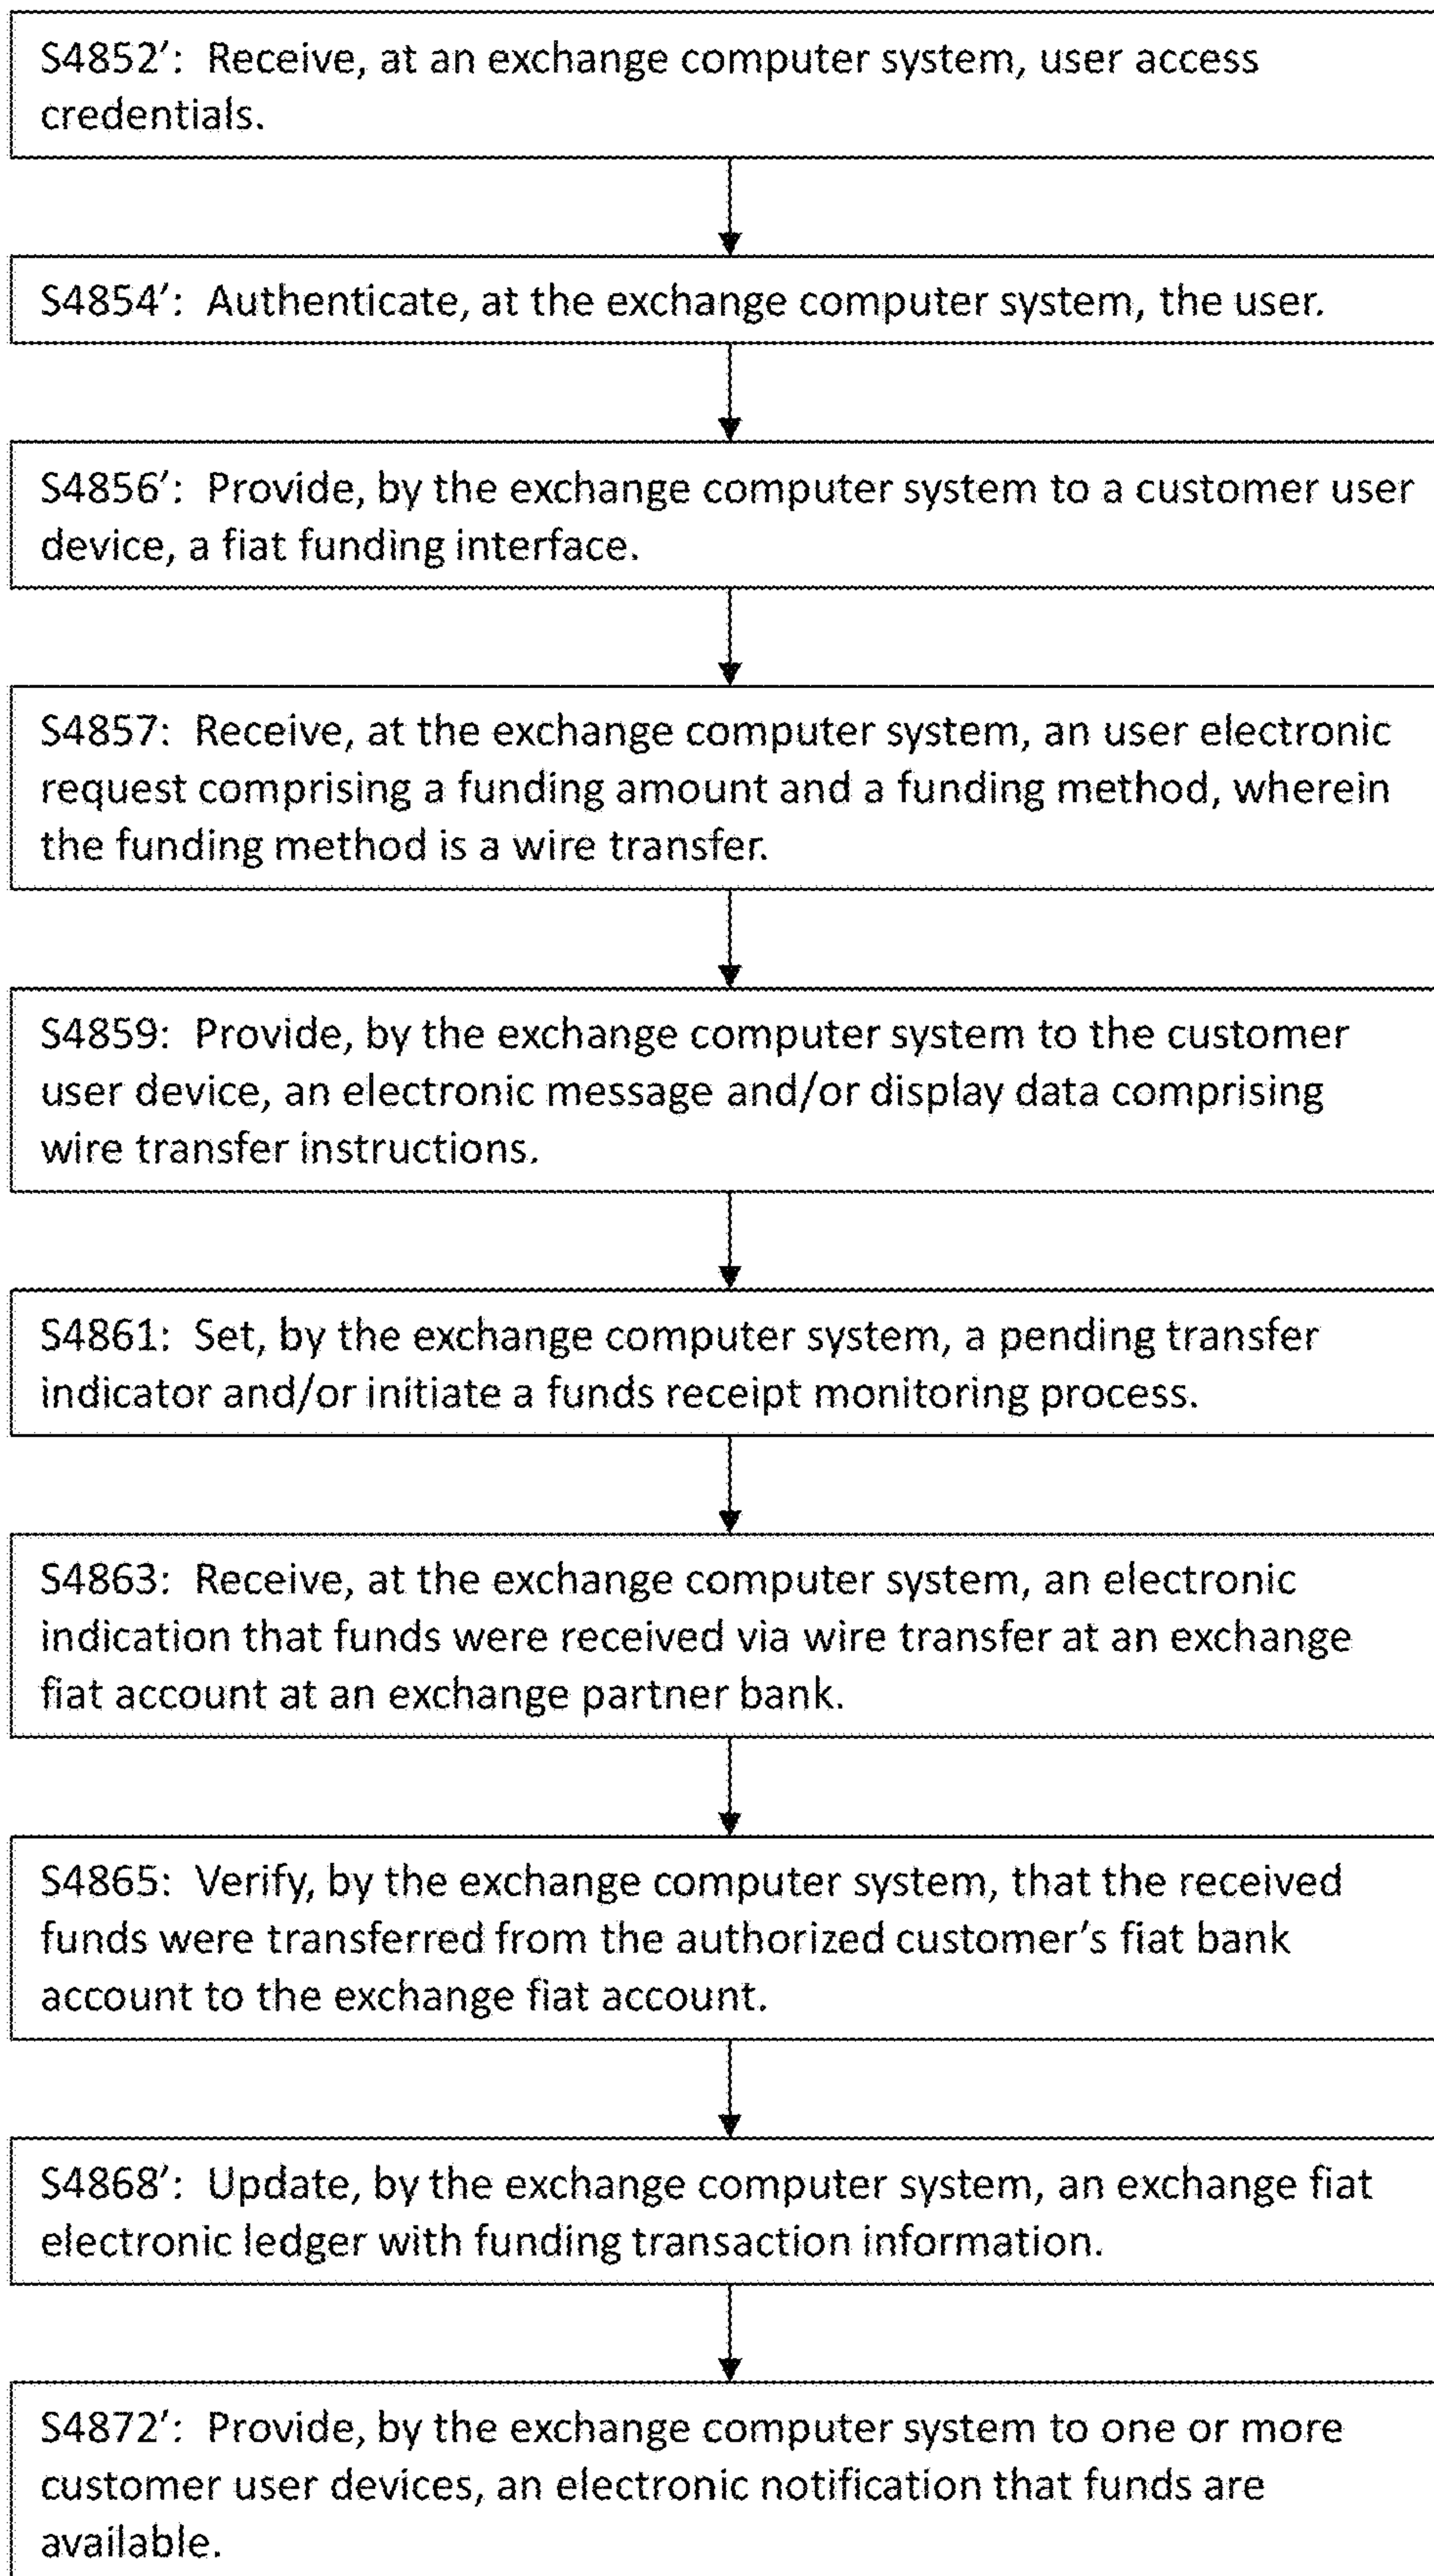 S4852′: Receive, at an exchange computer system, user access
credentials.
S4854′: Authenticate, at the exchange computer system, the user.
S4856′: Provide, by the exchange computer system to a customer user
device, a fiat funding interface.
S4857: Receive, at the exchange computer system, an user electronic
request comprising a funding amount and a funding method, wherein
the funding method is a wire transfer.
S4859: Provide, by the exchange computer system to the customer
user device, an electronic message and/or display data comprising
wire transfer instructions.
S4861: Set, by the exchange computer system, a pending transfer
indicator and/or initiate a funds receipt monitoring process.
S4863: Receive, at the exchange computer system, an electronic
indication that funds were received via wire transfer at an exchange
fiat account at an exchange partner bank.
S4865: Verify, by the exchange computer system, that the received
funds were transferred from the authorized customer's fiat bank
account to the exchange fiat account.
S4868′: Update, by the exchange computer system, an exchange fiat
electronic ledger with funding transaction information.
S4872′: Provide, by the exchange computer system to one or more
customer user devices, an electronic notification that funds are
available.